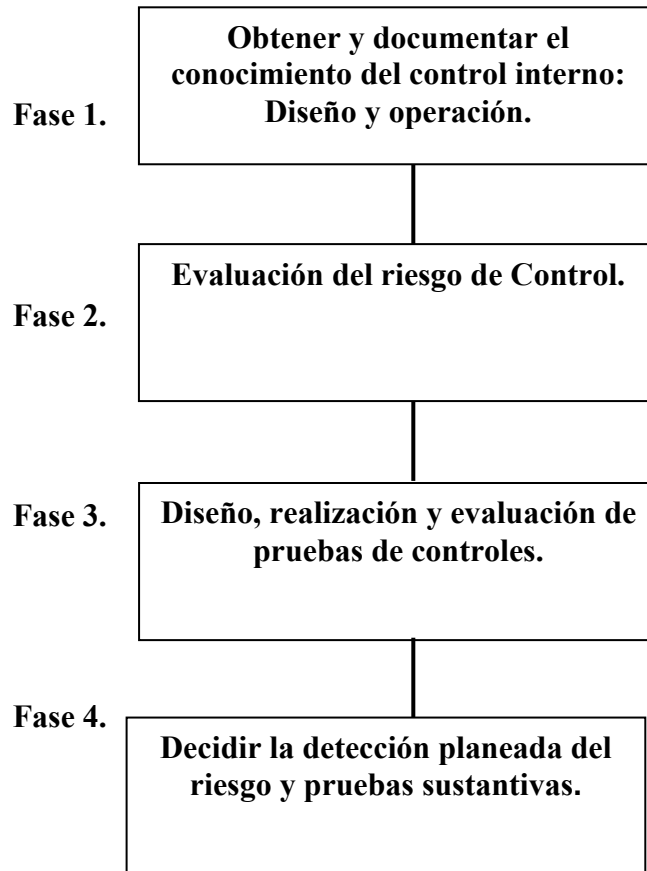 Fase 1.
Obtener y documentar el
conocimiento del control interno:
Diseño y operación.
Fase 2.
Evaluación del riesgo de Control.
Fase 3.
Diseño, realización y evaluación de
pruebas de controles.
Fase 4.
Decidir la detección planeada del
riesgo y pruebas sustantivas.